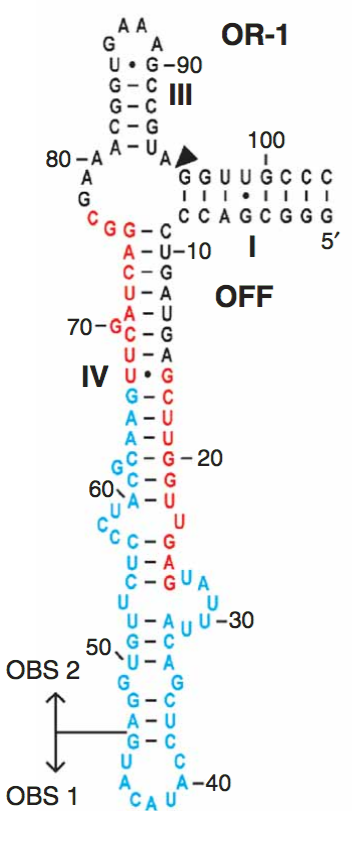 A A
G A OR-1
U • G –90
G – C
G – C III
C – G
A – U A
80 – A 100
G G U U G C C C
A
G
C C A G C G G G
C G G – C 5′
A – U –10 I
C – G
U – A OFF
A – U
70 – G C – G
U – A
IV U • G
G – C
A – U
A – U
C – G – 20
G C – G
60 A – U
U U
C C C – G
U – A
C – G U A
U U
U – A U U –30
G – C
50 U – A
OBS 2 G G
G – C
A – U
G – C
U C
A A –40
OBS 1 C A U